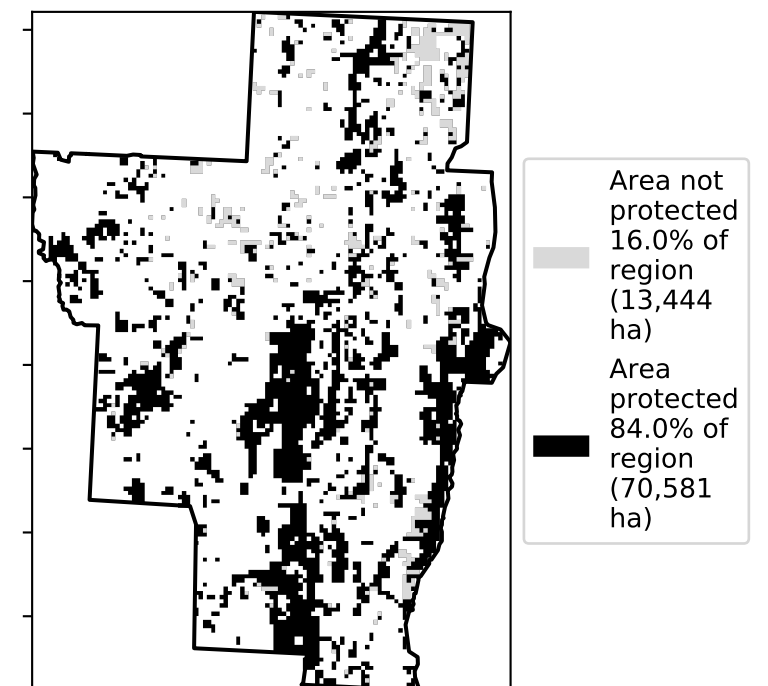 Area not
protected
16.0% of
region
(13,444
ha)
Area
protected
84.0% of
region
(70,581
ha)